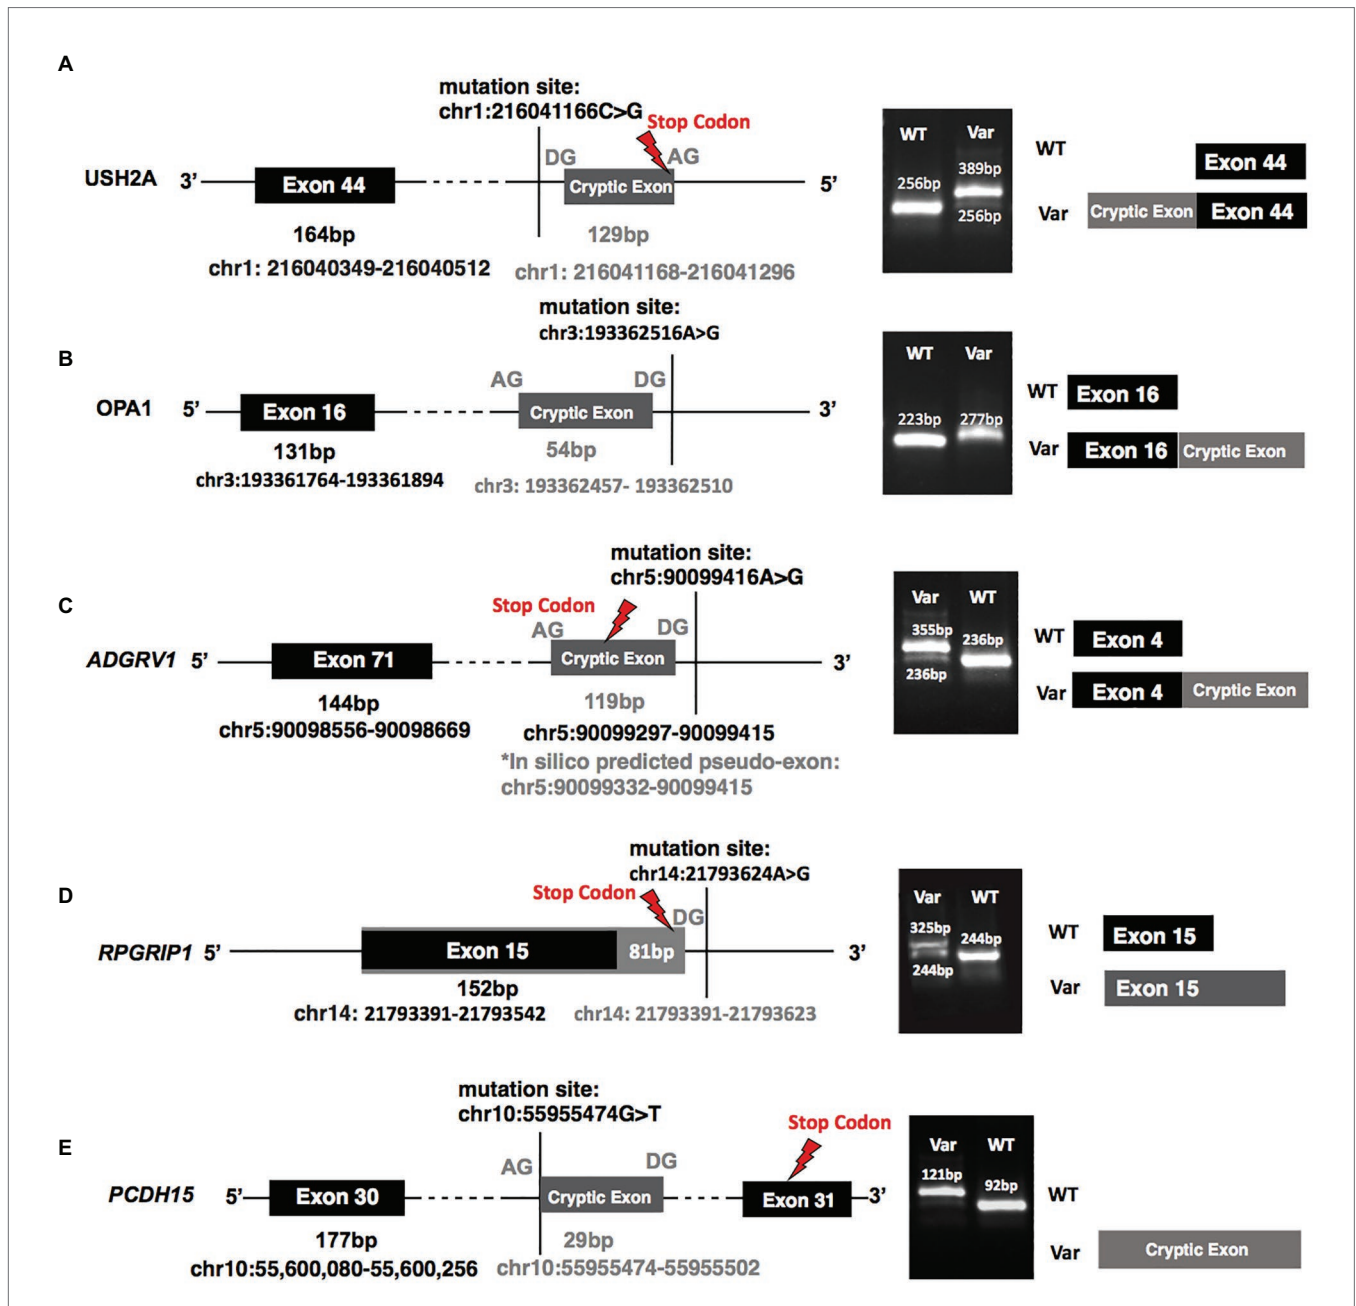 A
mutation site:
chr1:216041166C>G
Stop Codon
DG
AG
USH2A
3’
Exon 44
Cryptic Exon
5’
164bp
129bp
chr1: 216040349-216040512
chr1: 216041168-216041296
WT
Var
256bp
389bp
256bp
WT
Exon 44
Var
Cryptic Exon
Exon 44
B
mutation site:
chr3:193362516A>G
AG
DG
OPA1
5’
Exon 16
Cryptic Exon
3’
131bp
54bp
chr3:193361764-193361894
chr3: 193362457- 193362510
WT
Var
223bp
277bp
WT
Exon 16
Var
Exon 16
Cryptic Exon
C
mutation site:
chr5:90099416A>G
Stop Codon
AG
DG
ADGRV1
5’
Exon 71
Cryptic Exon
3’
144bp
119bp
chr5:90098556-90098669
chr5:90099297-90099415
*In silico predicted pseudo-exon:
chr5:90099332-90099415
Var
WT
355bp
236bp
236bp
WT
Exon 4
Var
Exon 4
Cryptic Exon
D
mutation site:
chr14:21793624A>G
Stop Codon
DG
RPGRIP1
5’
Exon 15
81bp
3’
152bp
chr14: 21793391-21793542
chr14: 21793391-21793623
Var
WT
325bp
244bp
244bp
WT
Exon 15
Var
Exon 15
E
mutation site:
chr10:55955474G>T
Stop Codon
AG
DG
PCDH15
5’
Exon 30
Cryptic Exon
Exon 31
3’
177bp
29bp
chr10:55,600,080-55,600,256
chr10:55955474-55955502
Var
WT
121bp
92bp
WT
Var
Cryptic Exon